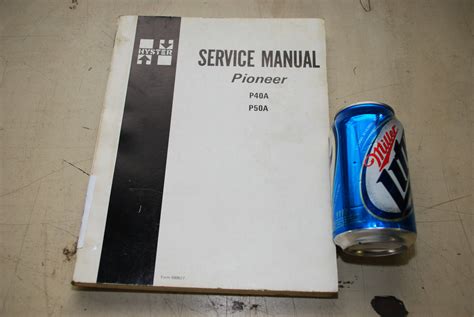 HYSTER
SERVICE MANUAL
Pioneer
P40A
P50A
Miller
Lite